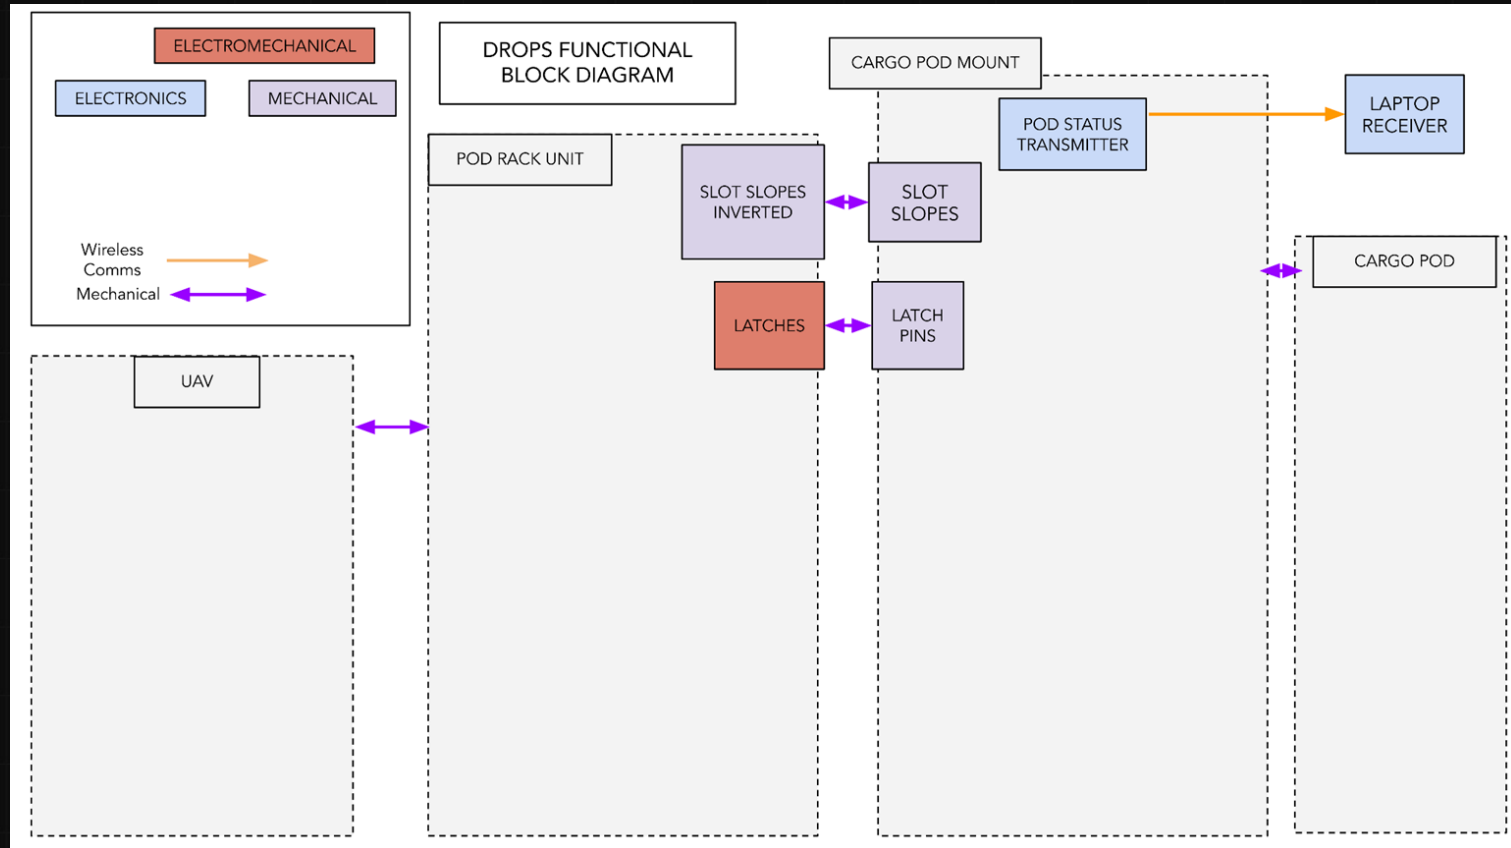 ELECTROMECHANICAL
ELECTRONICS
MECHANICAL
Wireless
Comms
Mechanical
DROPS FUNCTIONAL
BLOCK DIAGRAM
CARGO POD MOUNT
POD STATUS
TRANSMITTER
LAPTOP
RECEIVER
POD RACK UNIT
SLOT SLOPES
INVERTED
SLOT
SLOPES
CARGO POD
LATCHES
LATCH
PINS
UAV